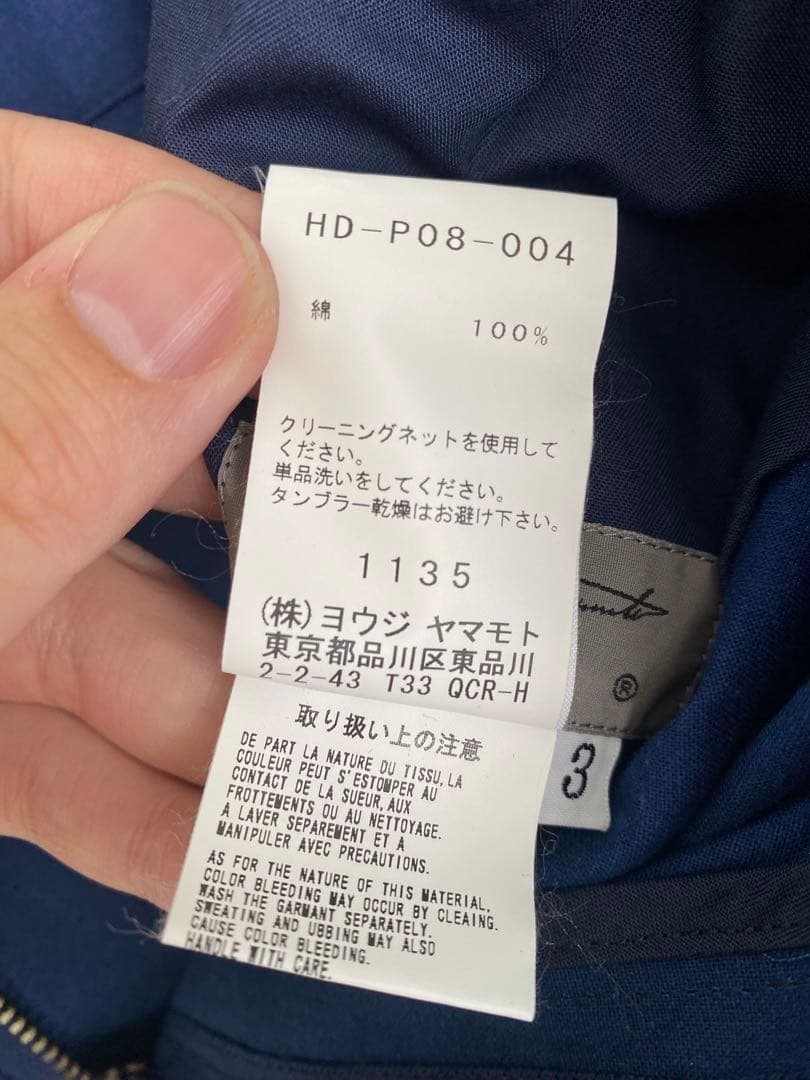 HD-P08-004
綿 100%
クリーニングネットを使用して
ください。
単品洗いをしてください。
タンブラー乾燥はお避け下さい。
1135
(株)ヨウジ ヤマモト
東京都品川区東品川
2-2-43 T33 QCR-H
®
3
取り扱い上の注意
DE PART LA NATURE DU TISSU,LA
COULEUR PEUT S'ESTOMPER AU
CONTACT DE LA SUEUR,AUX
FROTTEMENTS OU AU NETTOYAGE.
A LAVER SEPAREMENT ET A
MANIPULER AVEC PRECAUTIONS.
AS FOR THE NATURE OF THIS MATERIAL,
COLOR BLEEDING MAY OCCUR BY CLEAING.
WASH THE GARMANT SEPARATELY.
SWEATING AND UBBING MAY ALSO
CAUSE COLOR BLEEDING.
HANDLE WITH CARE.